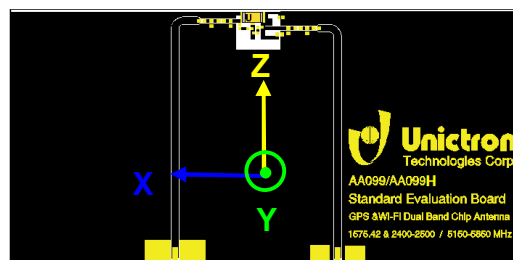 Z
X
Y
Unictron
Technologies Corp
AA099/AA099H
Standard Evaluation Board
GPS &WI-FI Dual Band Chip Antenna
1575.42 & 2400-2500 / 5150-5850 MHz